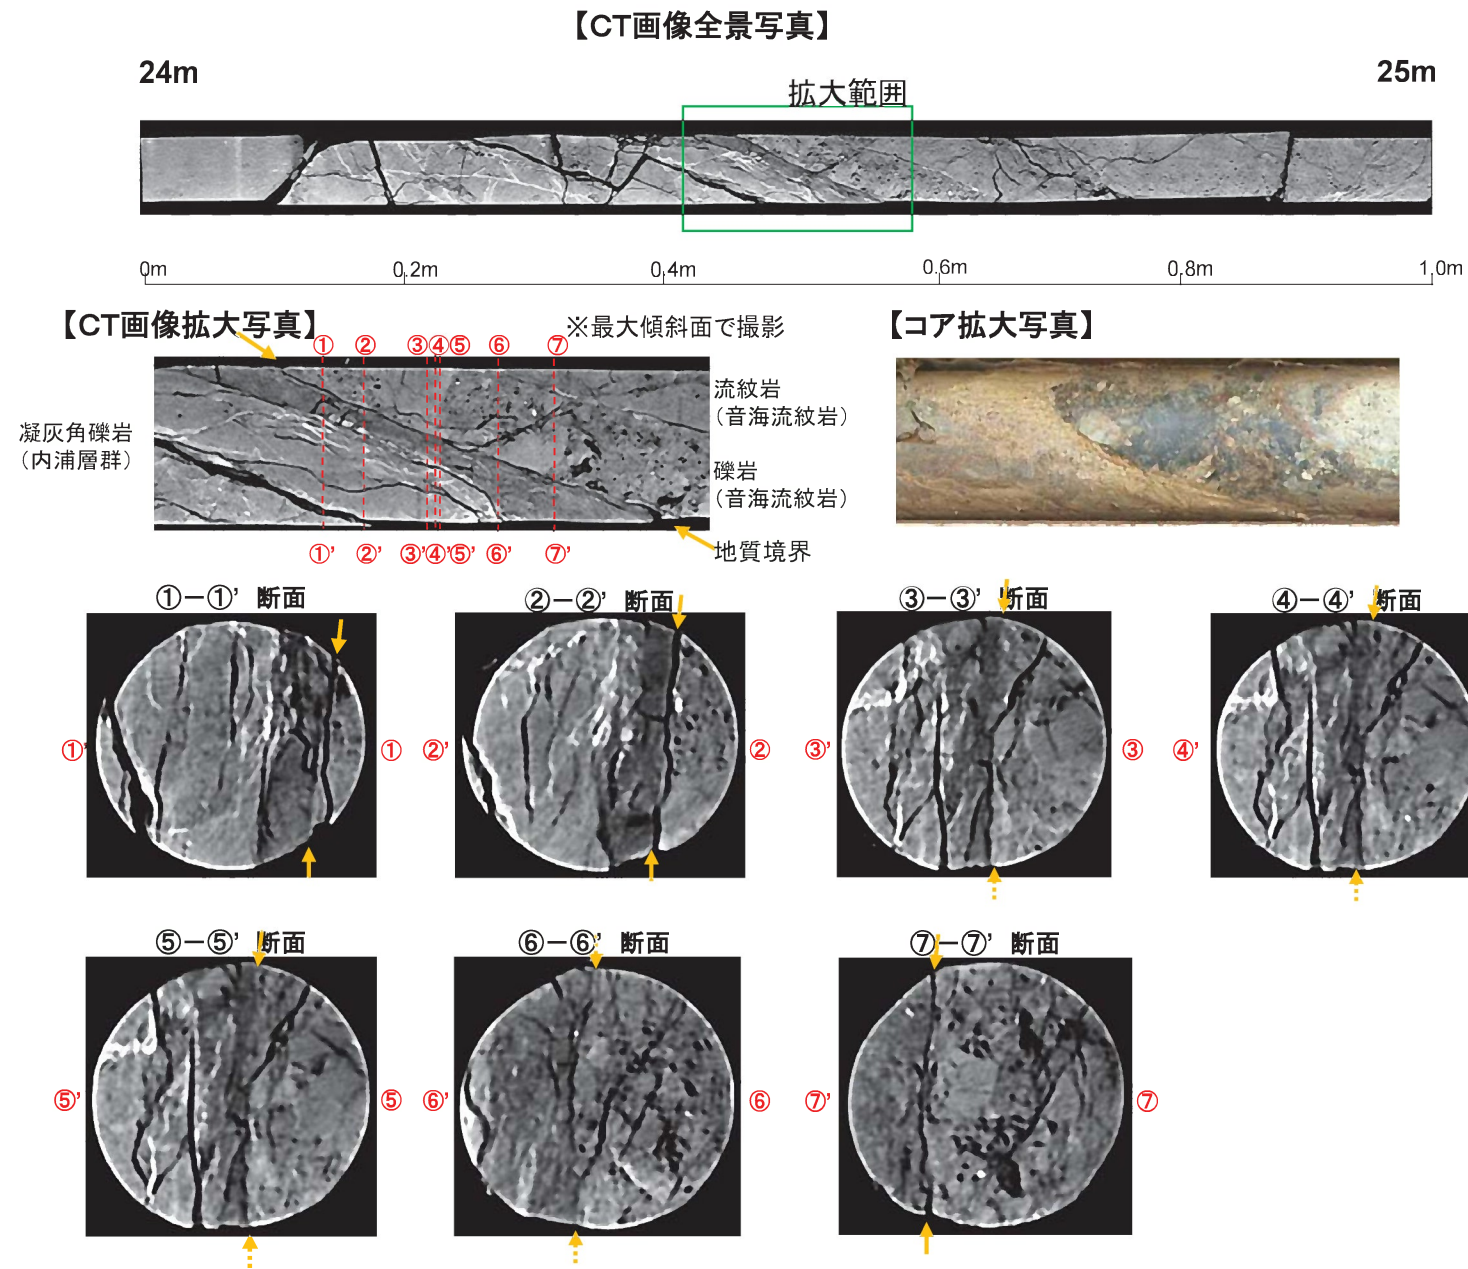 【CT画像全景写真】
24m
25m
拡大範囲
0m
0.2m
0.4m
0.6m
0.8m
1.0m
【CT画像拡大写真】
※最大傾斜面で撮影
【コア拡大写真】
① ② ③ ④ ⑤ ⑥ ⑦
流紋岩
（音海流紋岩）
凝灰角礫岩
（内浦層群）
礫岩
（音海流紋岩）
地質境界
①’ ②’ ③’ ④’ ⑤’ ⑥’ ⑦’
①－①’ 断面
②－②’ 断面
③－③’ 断面
④－④’ 断面
①’ ①
②’ ②
③’ ③
④’
⑤－⑤’ 断面
⑥－⑥’ 断面
⑦－⑦’ 断面
⑤’ ⑤
⑥’ ⑥
⑦’ ⑦